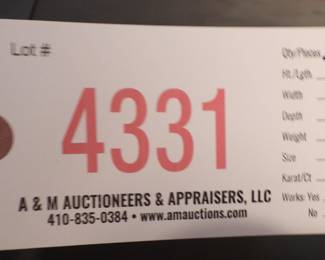 Lot #
4331
A & M AUCTIONEERS & APPRAISERS, LLC
410-835-0384 • www.amauctions.com
Qty/Pieces
Ht./Lgth
Width
Depth
Weight
Size
Karat/Ct
Works: Yes
No